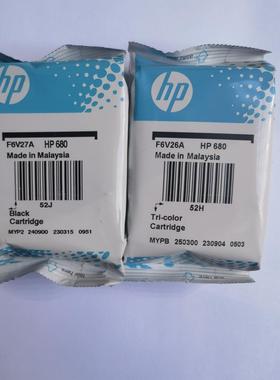 hp
F6V27A HP 680
Made in Malaysia
52J
Black
Cartridge
MYP2 240900 230315 0951
hp
F6V26A HP 680
Made in Malaysia
52H
Tri-color
Cartridge
MYPB 250300 230904 0503